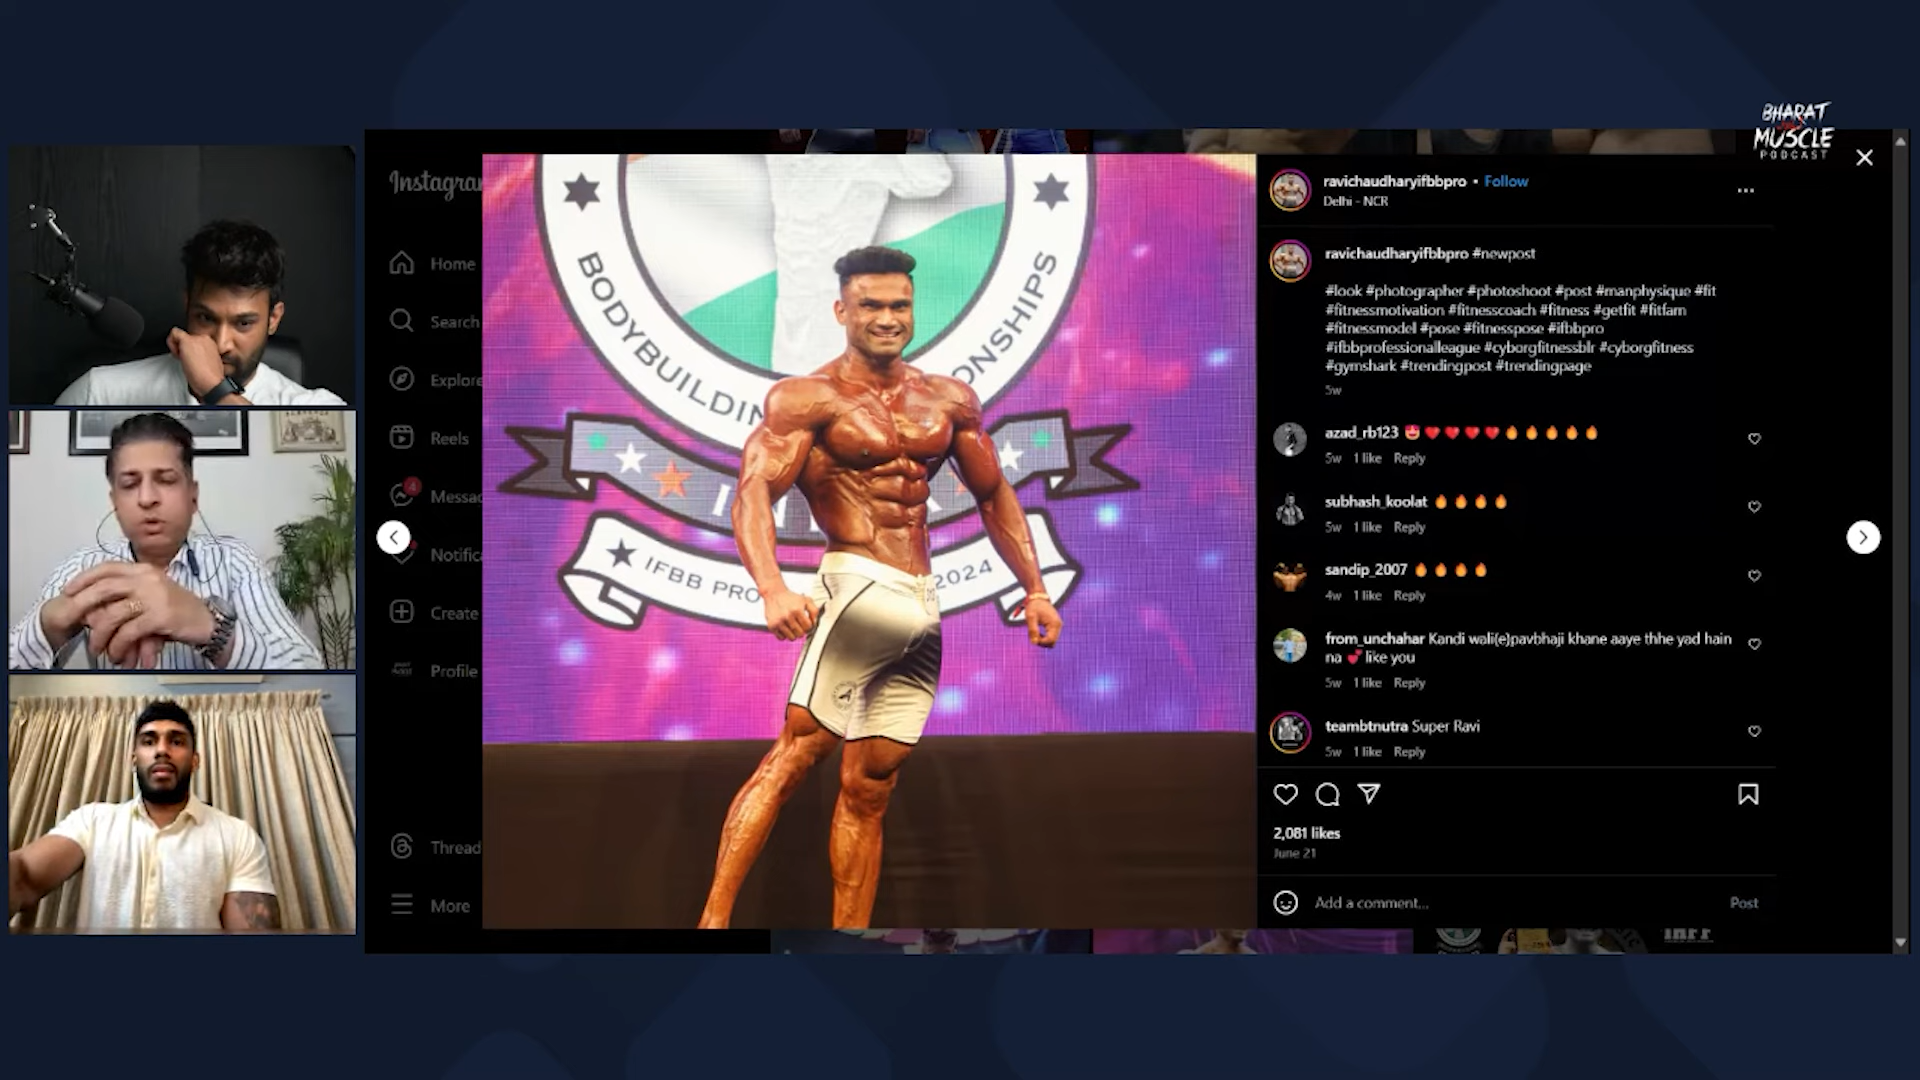 BHARAT
MUSCLE
PODCAST
Instagram
Home
Search
Explore
Reels
4
Messa
Notifica
Create
Profile
Thread
More
BODYBUILDIN
ONSHIPS
IFBB PRO
2024
ravichaudharyifbbpro • Follow
Delhi - NCR
ravichaudharyifbbpro #newpost
#look #photographer #photoshoot #post #manphysique #fit
#fitnessmotivation #fitnesscoach #fitness #getfit #fitfam
#fitnessmodel #pose #fitnesspose #ifbbpro
#ifbbprofessionalleague #cyborgfitnessblr #cyborgfitness
#gymshark #trendingpost #trendingpage
5w
azad_rb123 😍❤️❤️❤️❤️🔥🔥🔥🔥🔥
5w 1 like Reply
subhash_koolat 🔥🔥🔥🔥
5w 1 like Reply
sandip_2007 🔥🔥🔥🔥
4w 1 like Reply
from_unchahar Kandi wali(e)pavbhaji khane aaye thhe yad hain
na 💕 like you
5w 1 like Reply
teambtnutra Super Ravi
5w 1 like Reply
2,081 likes
June 21
Add a comment...
Post